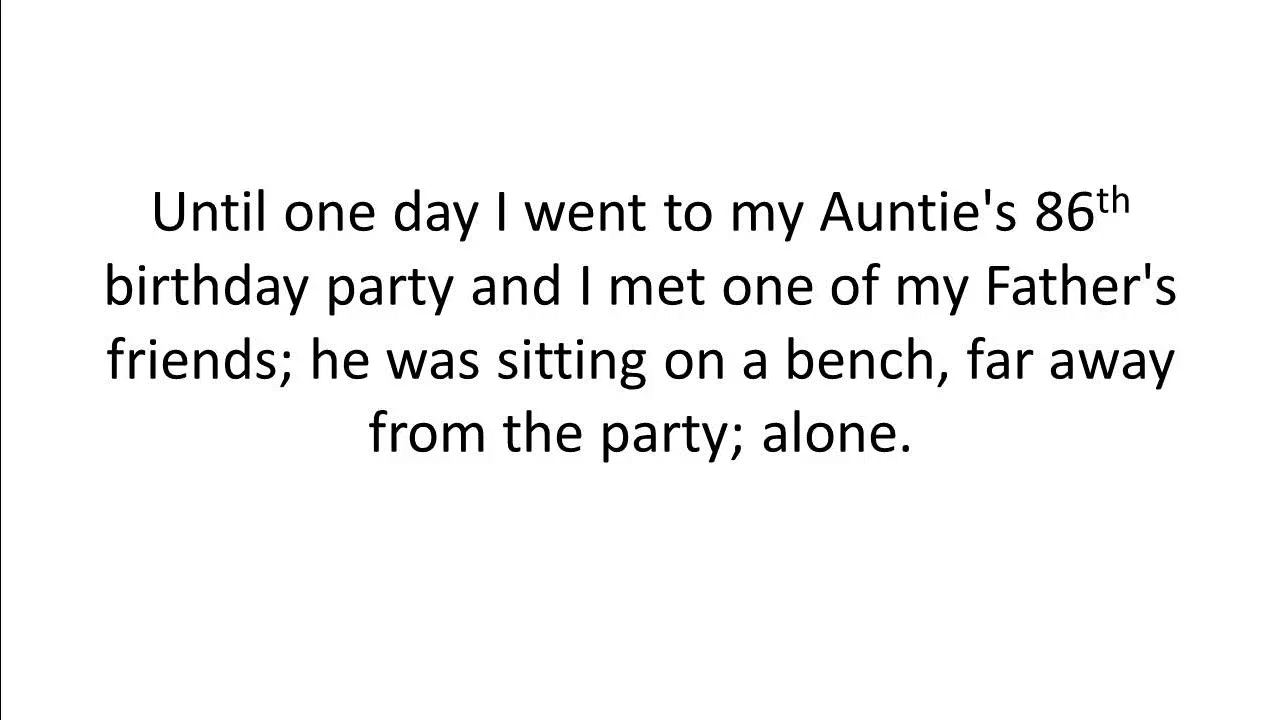 Until one day I went to my Auntie's 86th
birthday party and I met one of my Father's
friends; he was sitting on a bench, far away
from the party; alone.